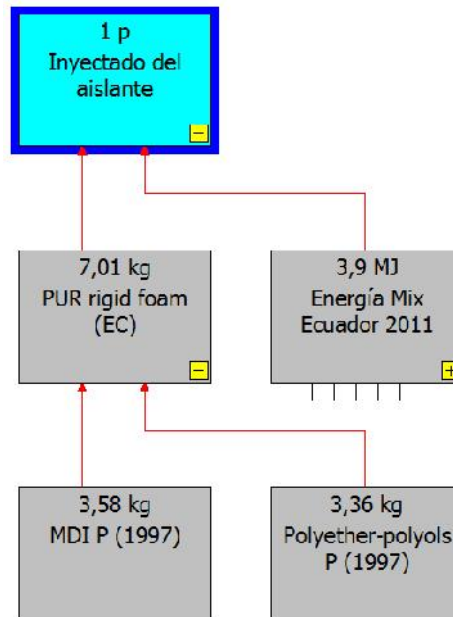 1 p
Inyectado del
aislante
7,01 kg
PUR rigid foam
(EC)
3,9 MJ
Energía Mix
Ecuador 2011
3,58 kg
MDI P (1997)
3,36 kg
Polyether-polyols
P (1997)